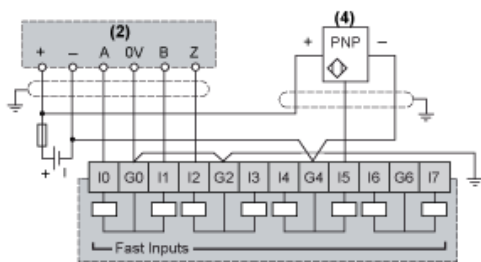 (2)
+ – A 0V B Z
(4)
+ PNP –
+ I
I0 G0 I1 I2 G2 I3 I4 G4 I5 I6 G6 I7
Fast Inputs